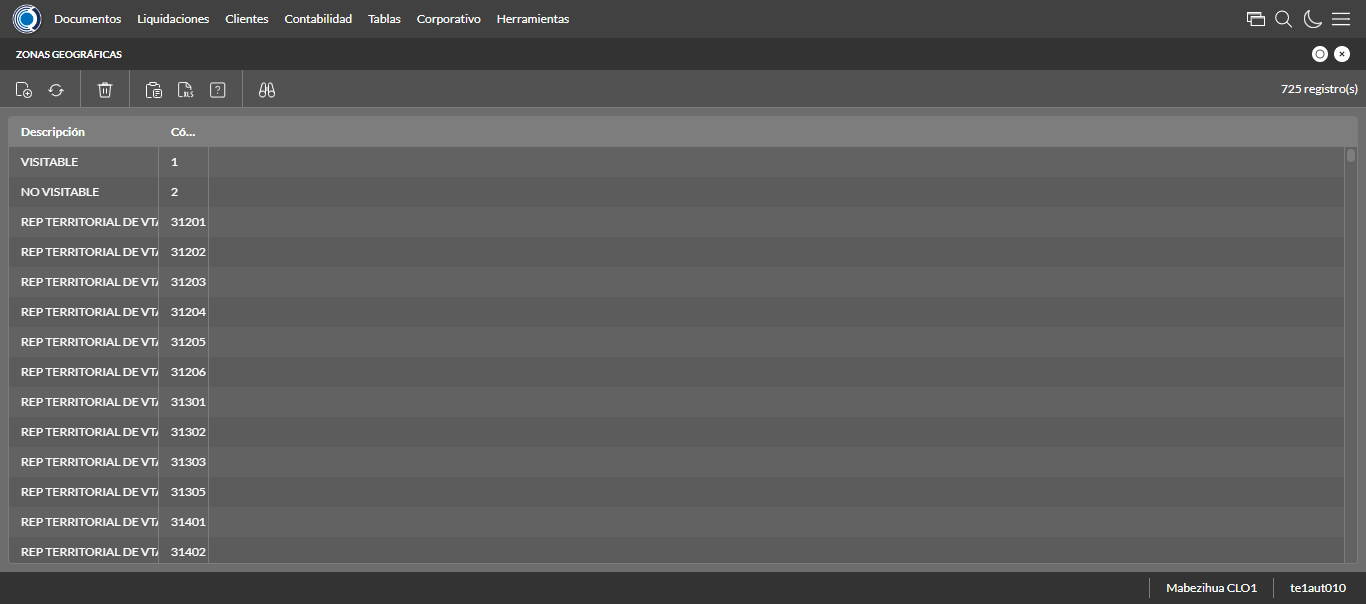 Documentos Liquidaciones Clientes Contabilidad Tablas Corporativo Herramientas
ZONAS GEOGRÁFICAS
XLS ? 725 registro(s)
Descripción Có...
VISITABLE 1
NO VISITABLE 2
REP TERRITORIAL DE VTA 31201
REP TERRITORIAL DE VTA 31202
REP TERRITORIAL DE VTA 31203
REP TERRITORIAL DE VTA 31204
REP TERRITORIAL DE VTA 31205
REP TERRITORIAL DE VTA 31206
REP TERRITORIAL DE VTA 31301
REP TERRITORIAL DE VTA 31302
REP TERRITORIAL DE VTA 31303
REP TERRITORIAL DE VTA 31305
REP TERRITORIAL DE VTA 31401
REP TERRITORIAL DE VTA 31402
Mabezihua CLO1 te1aut010